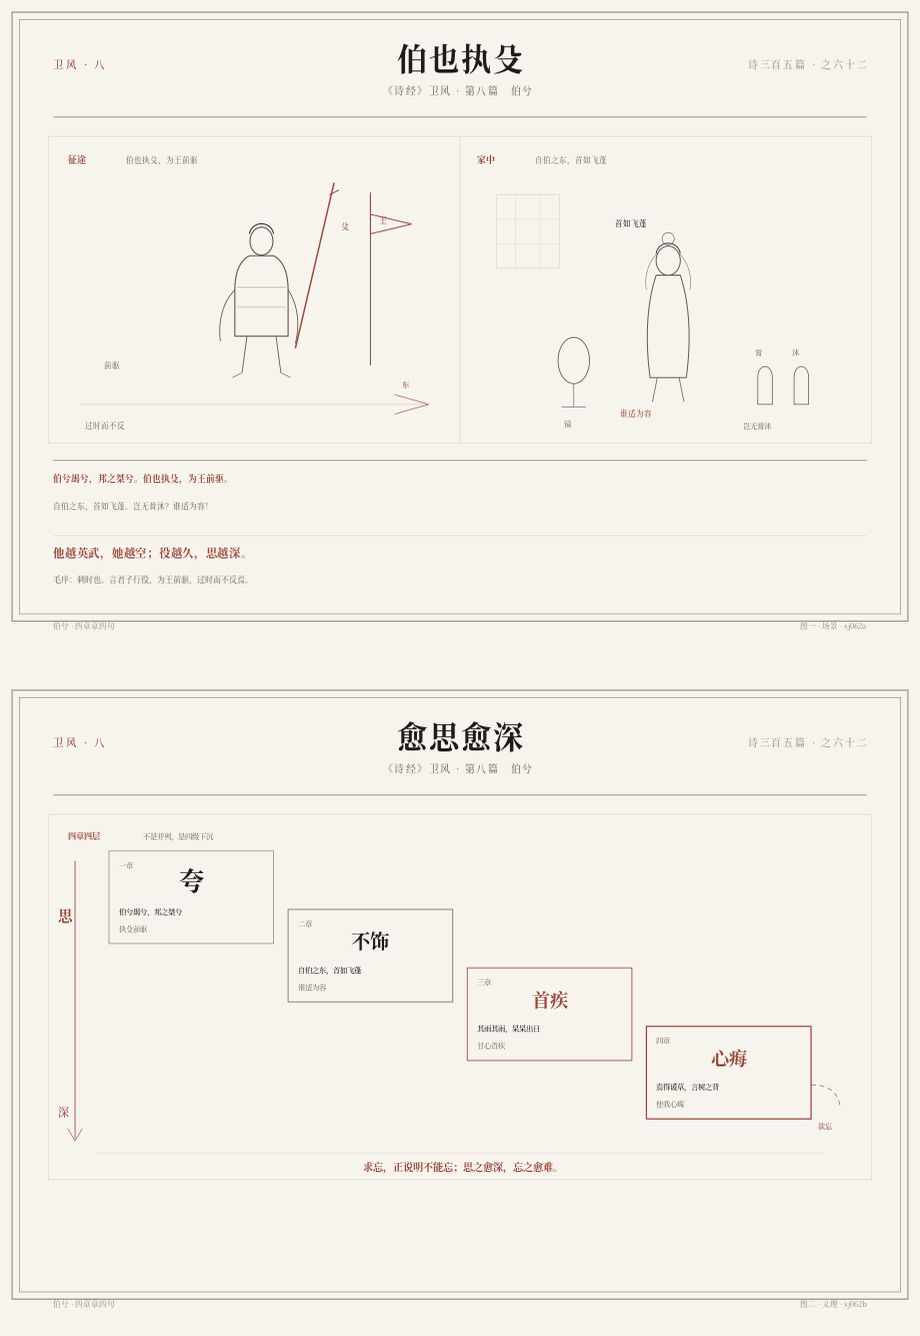 卫风 · 八
伯也执殳
诗三百五篇 · 之六十二
《诗经》卫风 · 第八篇 伯兮
征途
伯也执殳，为王前驱
殳
王
前驱
东
过时而不反
家中
自伯之东，首如飞蓬
首如飞蓬
膏
沐
谁适为容
镜
岂无膏沐
伯兮朅兮，邦之桀兮。伯也执殳，为王前驱。
自伯之东，首如飞蓬。岂无膏沐？谁适为容！
他越英武，她越空；役越久，思越深。
毛序：刺时也。言君子行役，为王前驱，过时而不反焉。
伯兮 · 四章章四句
图一 · 场景 · sj062a
卫风 · 八
愈思愈深
诗三百五篇 · 之六十二
《诗经》卫风 · 第八篇 伯兮
四章四层
不是并列，是四级下沉
思
深
一章
夸
伯兮朅兮，邦之桀兮
执殳前驱
二章
不饰
自伯之东，首如飞蓬
谁适为容
三章
首疾
其雨其雨，杲杲出日
甘心首疾
四章
心痗
焉得谖草，言树之背
使我心痗
欲忘
求忘，正说明不能忘；思之愈深，忘之愈难。
伯兮 · 四章章四句
图二 · 义理 · sj062b